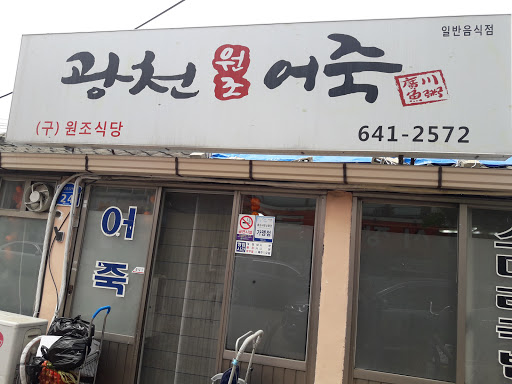 일반음식점
광천 원조 어죽
廣川魚粥
(구) 원조식당
641-2572
어죽